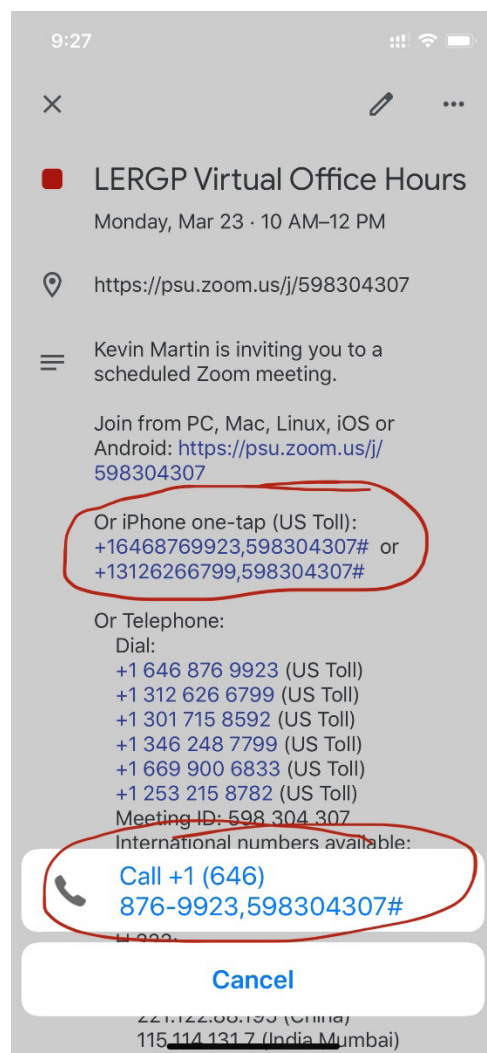 9:27
LERGP Virtual Office Hours
Monday, Mar 23 · 10 AM–12 PM
https://psu.zoom.us/j/598304307
Kevin Martin is inviting you to a
scheduled Zoom meeting.
Join from PC, Mac, Linux, iOS or
Android: https://psu.zoom.us/j/
598304307
Or iPhone one-tap (US Toll):
+16468769923,598304307# or
+13126266799,598304307#
Or Telephone:
Dial:
+1 646 876 9923 (US Toll)
+1 312 626 6799 (US Toll)
+1 301 715 8592 (US Toll)
+1 346 248 7799 (US Toll)
+1 669 900 6833 (US Toll)
+1 253 215 8782 (US Toll)
Meeting ID: 598 304 307
International numbers available:
Call +1 (646)
876-9923,598304307#
Cancel
(China)
115.114.131.7 (India Mumbai)